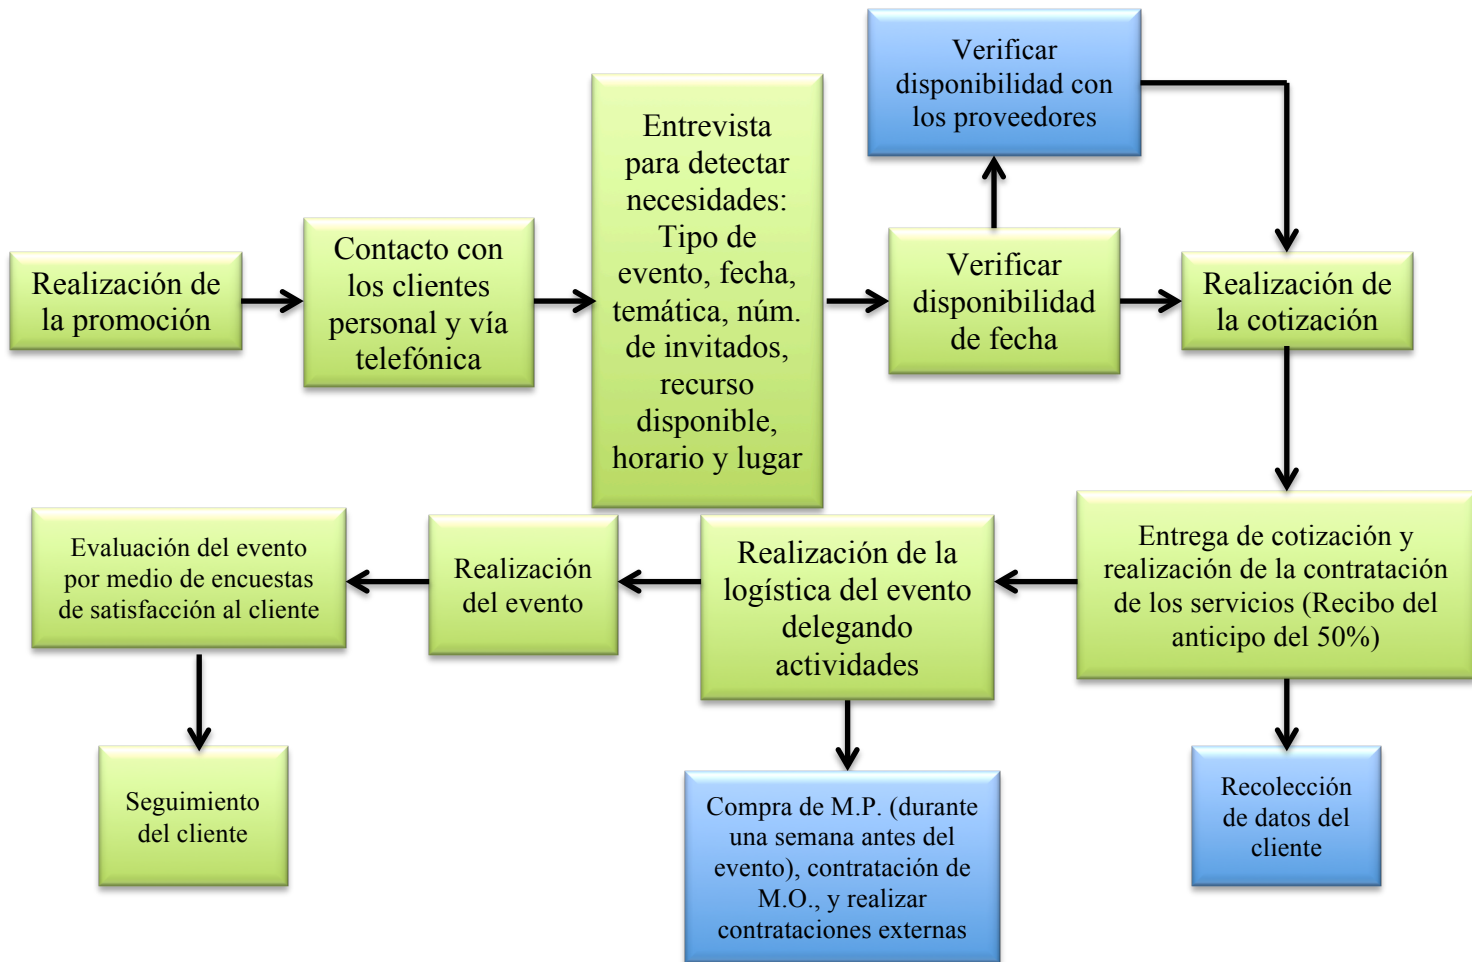 Realización de
la promoción
Contacto con
los clientes
personal y vía
telefónica
Entrevista
para detectar
necesidades:
Tipo de
evento, fecha,
temática, núm.
de invitados,
recurso
disponible,
horario y lugar
Verificar
disponibilidad
de fecha
Verificar
disponibilidad con
los proveedores
Realización de
la cotización
Entrega de cotización y
realización de la contratación
de los servicios (Recibo del
anticipo del 50%)
Recolección
de datos del
cliente
Realización de la
logística del evento
delegando
actividades
Compra de M.P. (durante
una semana antes del
evento), contratación de
M.O., y realizar
contrataciones externas
Realización
del evento
Evaluación del evento
por medio de encuestas
de satisfacción al cliente
Seguimiento
del cliente